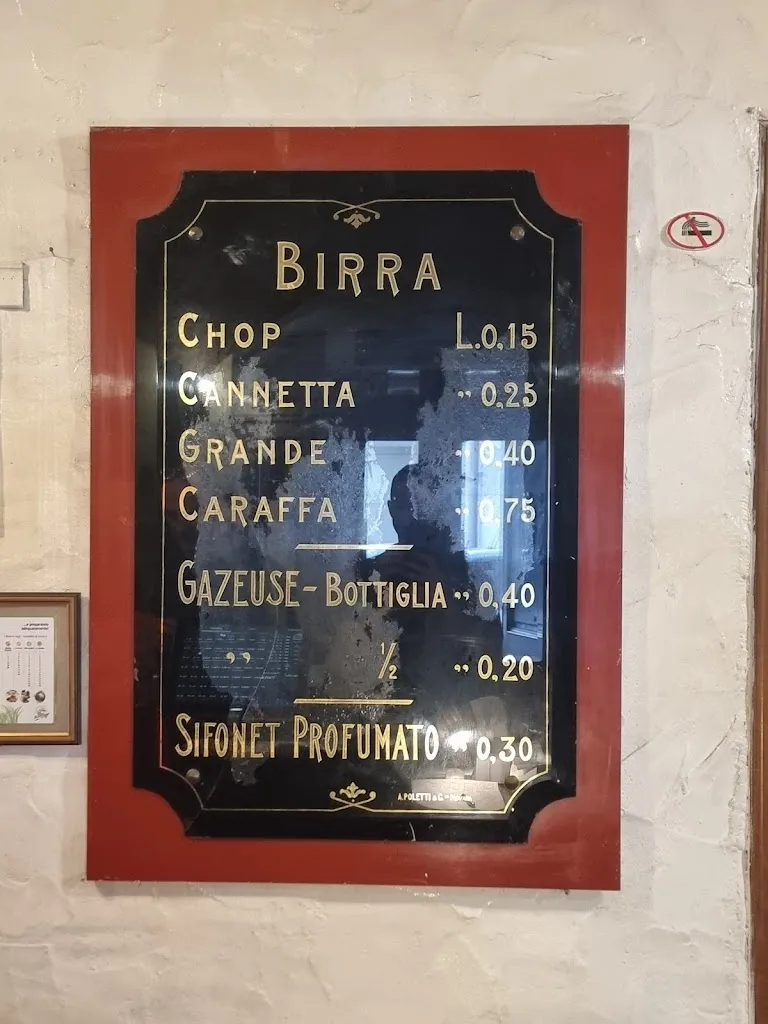 BIRRA
CHOP L.0,15
CANNETTA „ 0,25
GRANDE „ 0,40
CARAFFA „ 0,75
GAZEUSE - BOTTIGLIA „ 0,40
„ ½ „ 0,20
SIFONET PROFUMATO „ 0,30
A. POLETTI & C. -